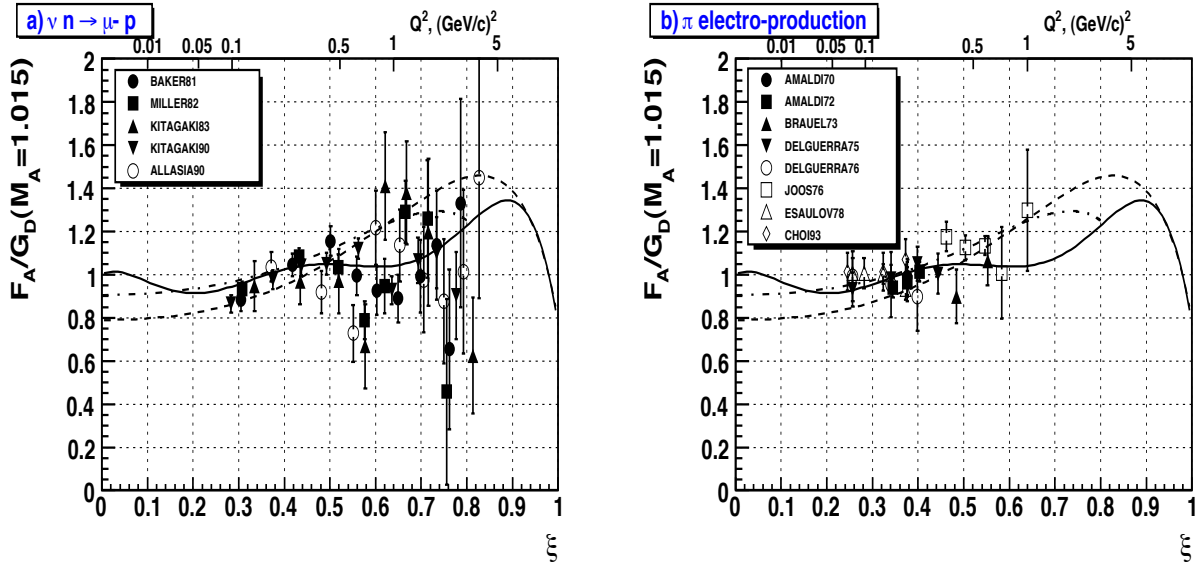 a) ν n → μ- p
Q², (GeV/c)²
0.01 0.05 0.1 0.5 1 5
F_A/G_D(M_A=1.015)
2
1.8
1.6
1.4
1.2
1
0.8
0.6
0.4
0.2
0
BAKER81
MILLER82
KITAGAKI83
KITAGAKI90
ALLASIA90
0 0.1 0.2 0.3 0.4 0.5 0.6 0.7 0.8 0.9 1
ξ
b) π electro-production
Q², (GeV/c)²
0.01 0.05 0.1 0.5 1 5
F_A/G_D(M_A=1.015)
2
1.8
1.6
1.4
1.2
1
0.8
0.6
0.4
0.2
0
AMALDI70
AMALDI72
BRAUEL73
DELGUERRA75
DELGUERRA76
JOOS76
ESAULOV78
CHOI93
0 0.1 0.2 0.3 0.4 0.5 0.6 0.7 0.8 0.9 1
ξ